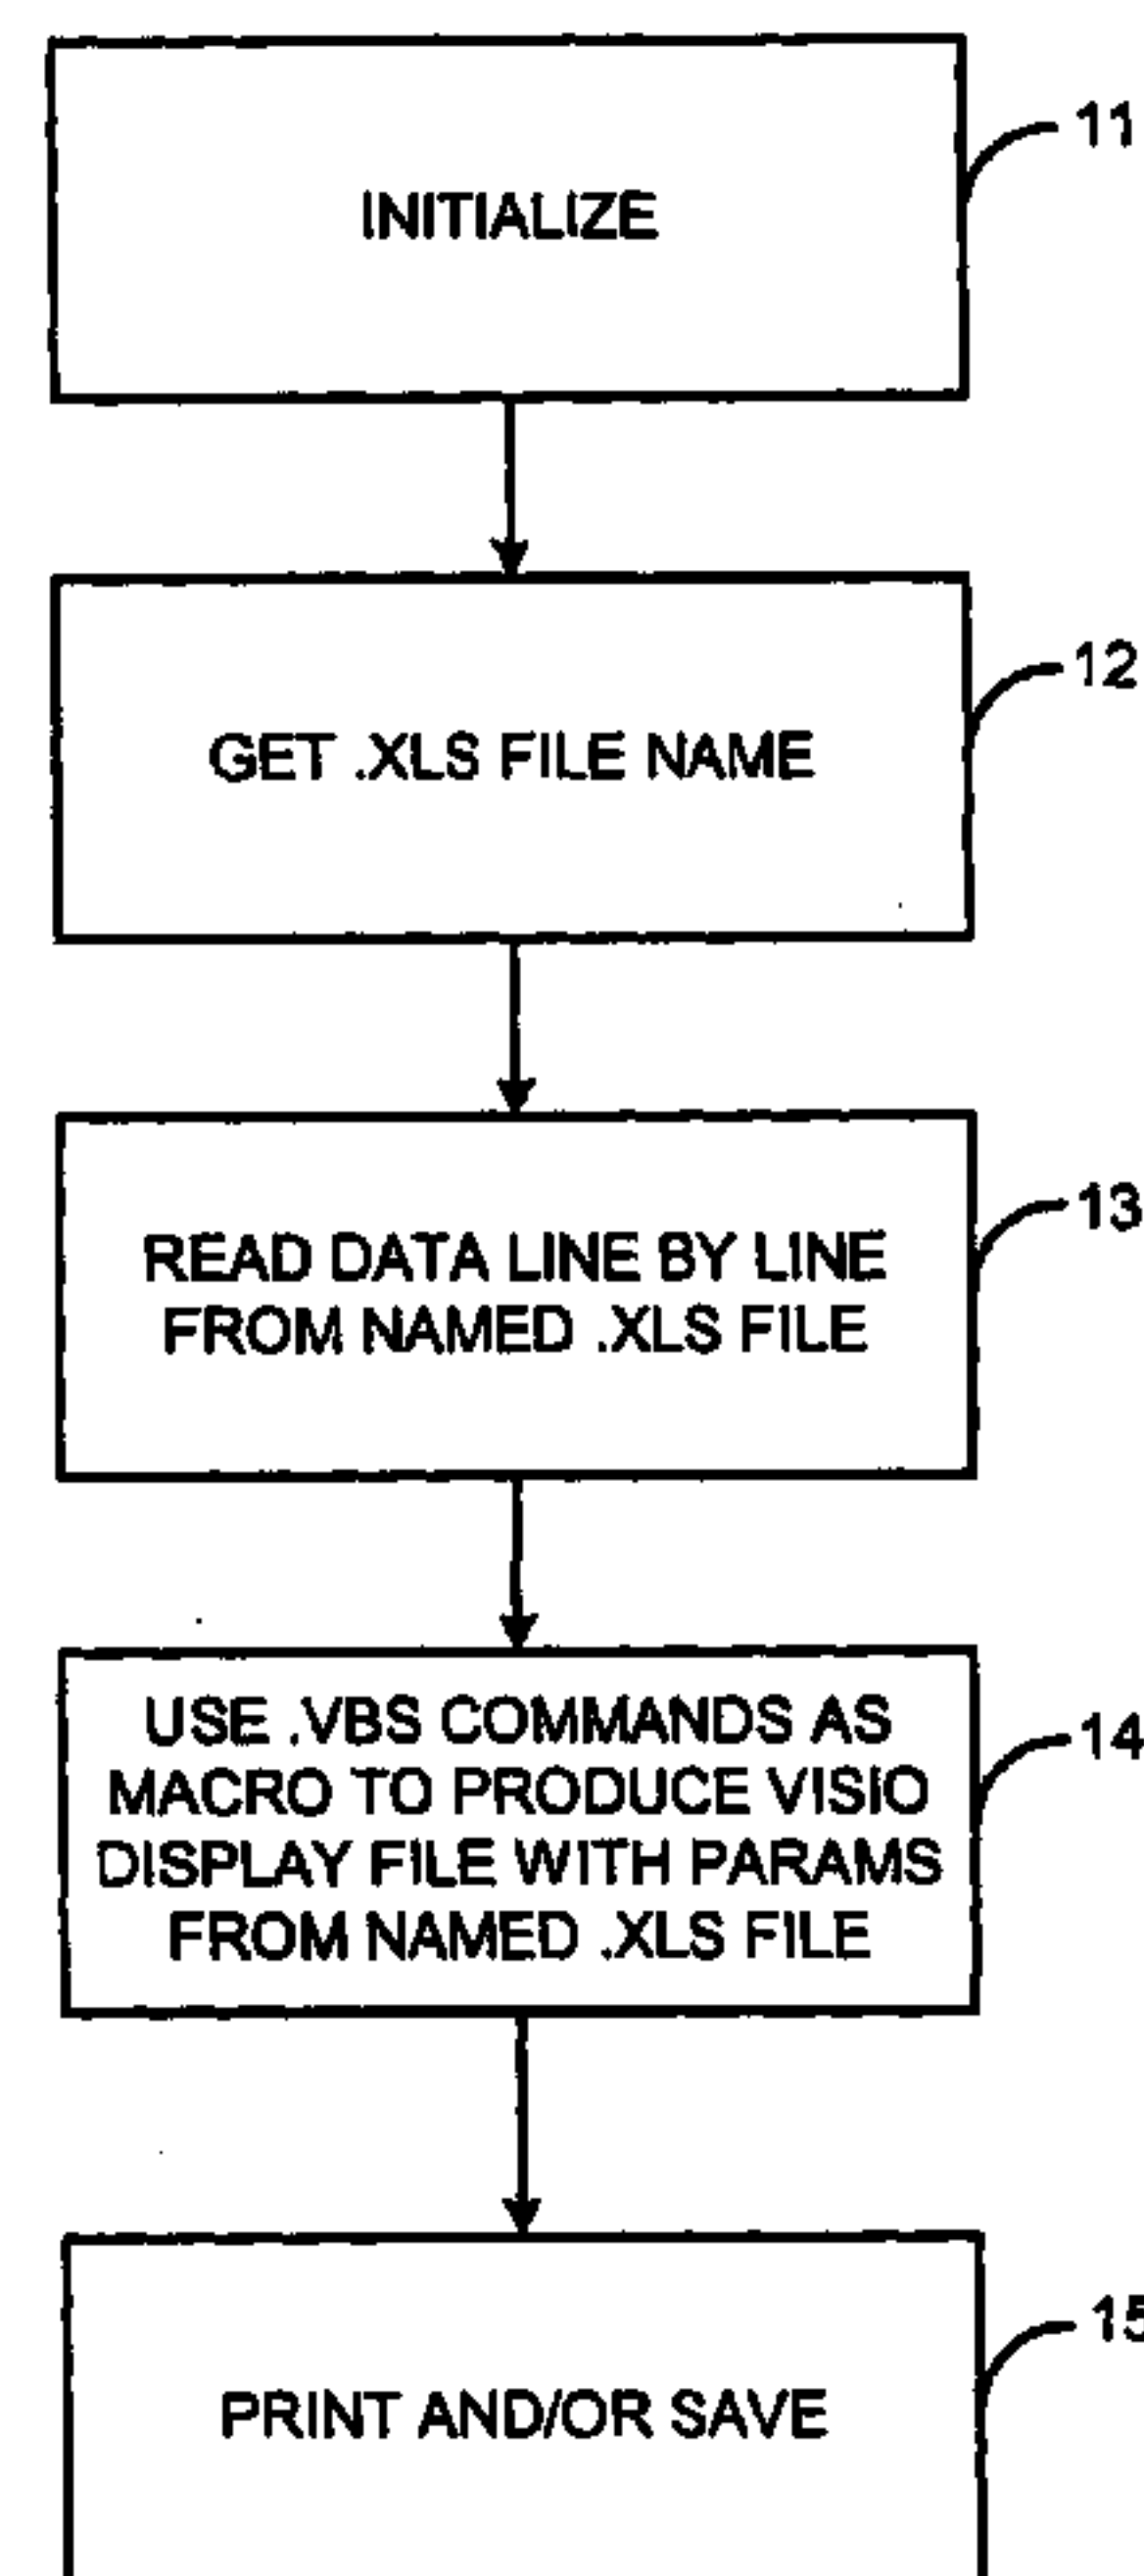 INITIALIZE
11
GET .XLS FILE NAME
12
READ DATA LINE BY LINE
FROM NAMED .XLS FILE
13
USE .VBS COMMANDS AS
MACRO TO PRODUCE VISIO
DISPLAY FILE WITH PARAMS
FROM NAMED .XLS FILE
14
PRINT AND/OR SAVE
15